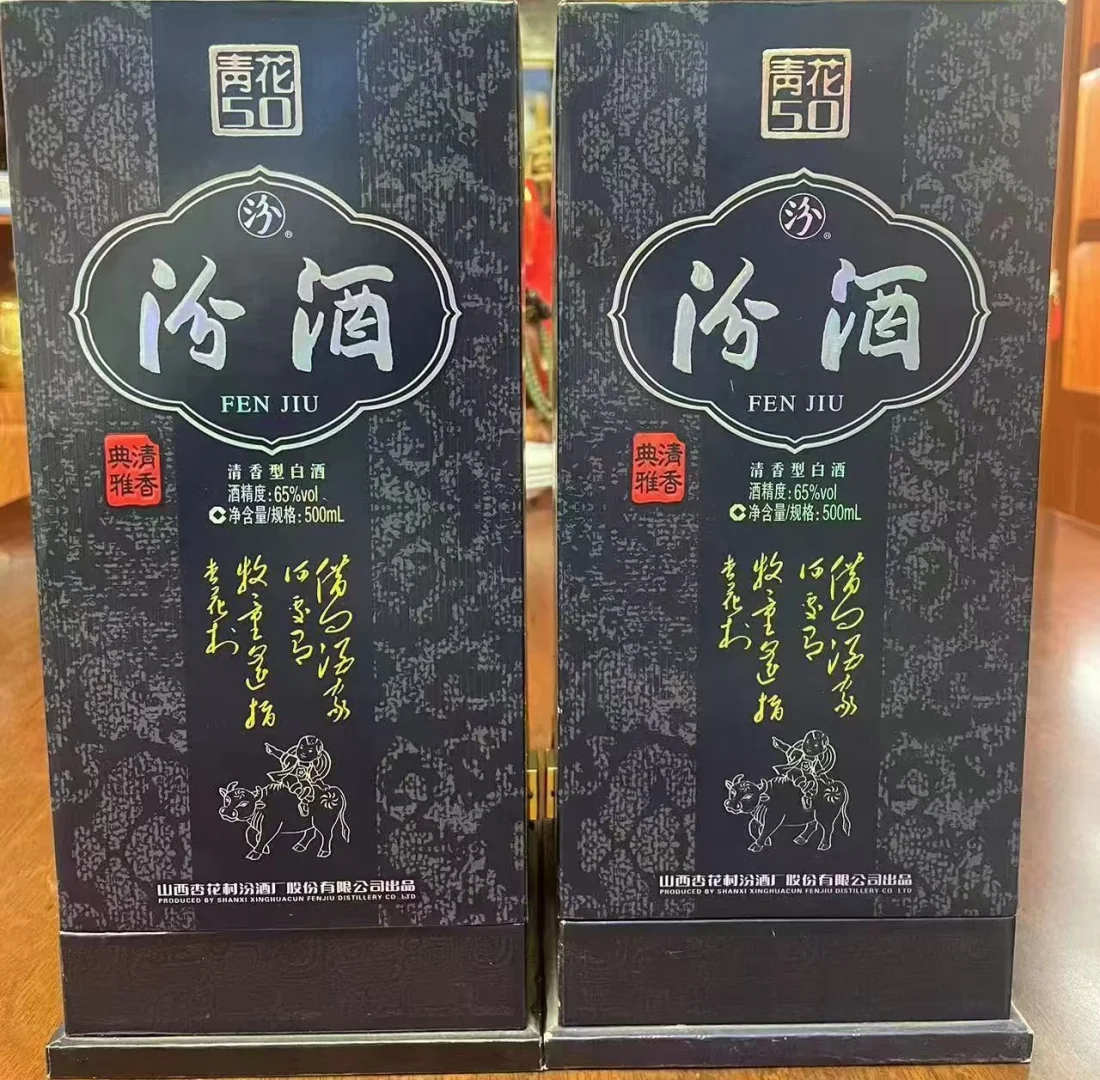 青花
50
汾
®
汾酒
FEN JIU
清香
典雅
清香型白酒
酒精度:65%vol
净含量/规格:500mL
借问酒家
何处有
牧童遥指
杏花村
山西杏花村汾酒厂股份有限公司出品
PRODUCED BY SHANXI XINGHUACUN FENJIU DISTILLERY CO.,LTD
青花
50
汾
®
汾酒
FEN JIU
清香
典雅
清香型白酒
酒精度:65%vol
净含量/规格:500mL
借问酒家
何处有
牧童遥指
杏花村
山西杏花村汾酒厂股份有限公司出品
PRODUCED BY SHANXI XINGHUACUN FENJIU DISTILLERY CO.,LTD